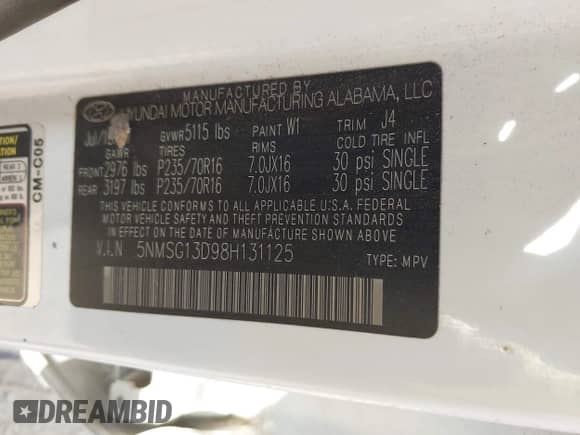 MANUFACTURED BY
HYUNDAI MOTOR MANUFACTURING ALABAMA, LLC
GVWR 5115 lbs PAINT W1 TRIM J4
GAWR TIRES RIMS COLD TIRE INFL
FRONT 2976 lbs P235/70R16 7.0JX16 30 psi SINGLE
REAR 3197 lbs P235/70R16 7.0JX16 30 psi SINGLE
THIS VEHICLE CONFORMS TO ALL APPLICABLE U.S.A. FEDERAL
MOTOR VEHICLE SAFETY AND THEFT PREVENTION STANDARDS
IN EFFECT ON THE DATE OF MANUFACTURE SHOWN ABOVE.
V.I.N 5NMSG13D98H131125
TYPE: MPV
CM-C05
DREAMBID